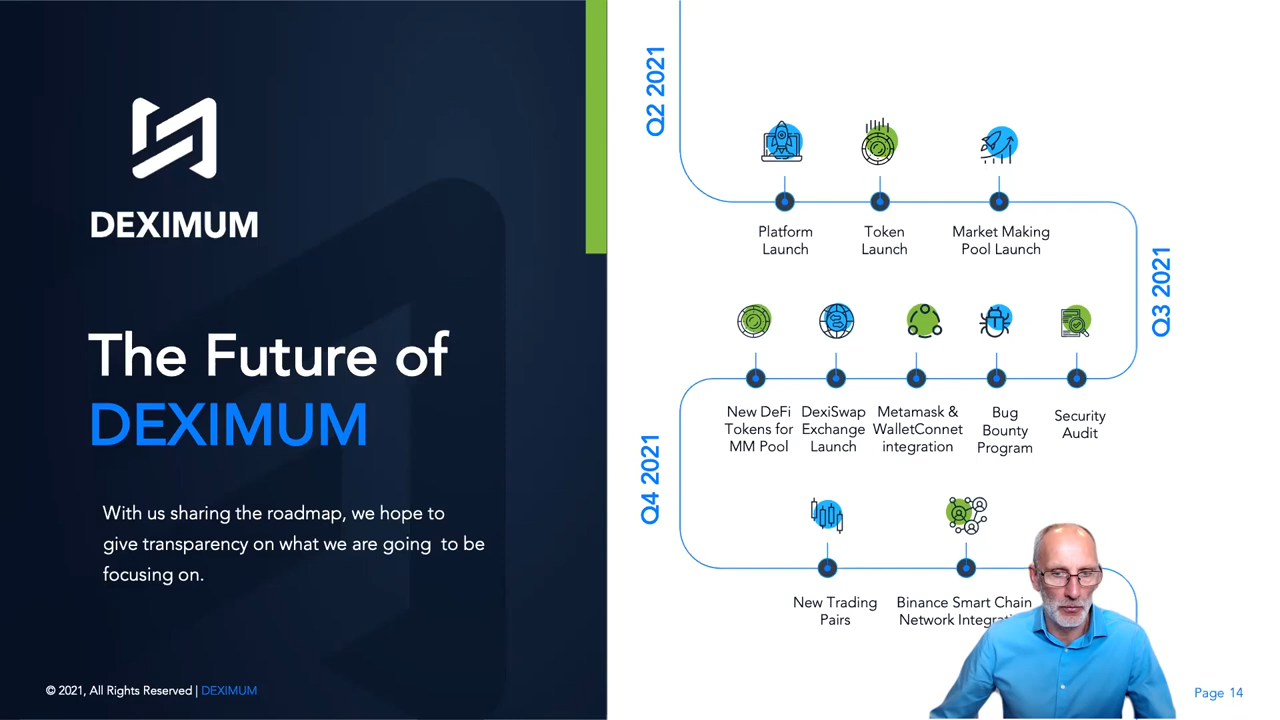 DEXIMUM
The Future of
DEXIMUM
With us sharing the roadmap, we hope to
give transparency on what we are going to be
focusing on.
© 2021, All Rights Reserved | DEXIMUM
Q2 2021
Platform
Launch
Token
Launch
Market Making
Pool Launch
Q3 2021
New DeFi
Tokens for
MM Pool
DexiSwap
Exchange
Launch
Metamask &
WalletConnet
integration
Bug
Bounty
Program
Security
Audit
Q4 2021
New Trading
Pairs
Binance Smart Chain
Network
Page 14